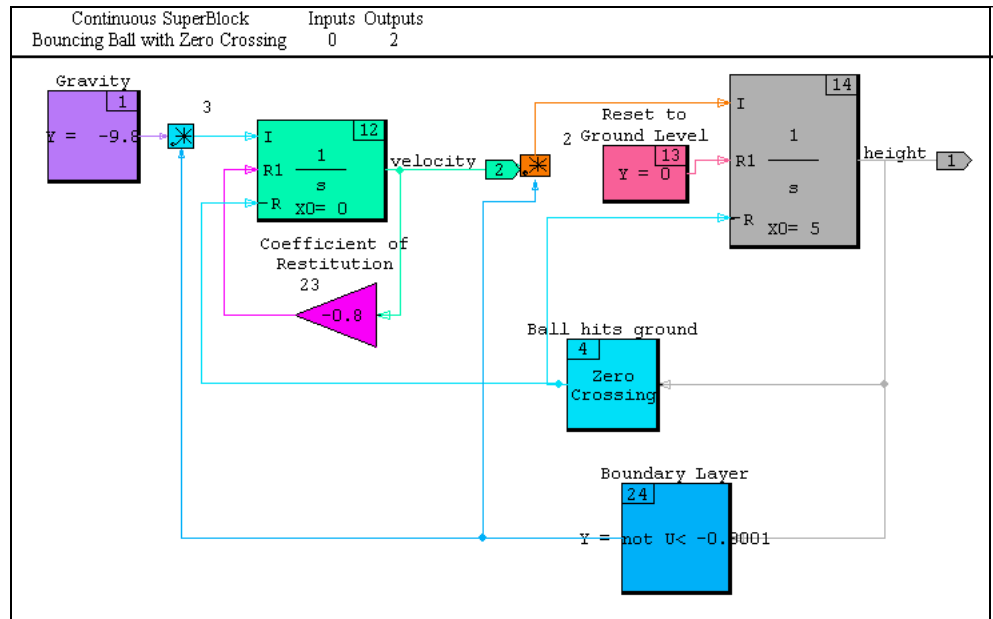 Continuous SuperBlock Inputs Outputs
Bouncing Ball with Zero Crossing 0 2
Gravity
1
Y = -9.8
3
12
I
R1
1
s
-R
X0= 0
velocity
2
2
Reset to
Ground Level
13
Y = 0
14
I
R1
1
s
-R
X0= 5
height
1
Coefficient of
Restitution
23
-0.8
Ball hits ground
4
Zero
Crossing
Boundary Layer
24
Y = not U< -0.0001